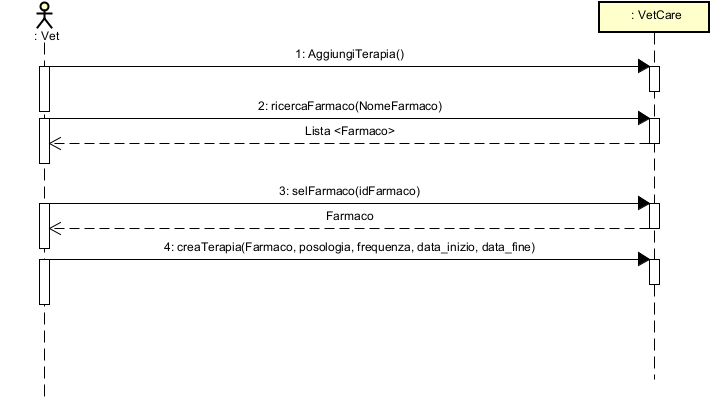 : Vet
: VetCare
1: AggiungiTerapia()
2: ricercaFarmaco(NomeFarmaco)
Lista <Farmaco>
3: selFarmaco(idFarmaco)
Farmaco
4: creaTerapia(Farmaco, posologia, frequenza, data_inizio, data_fine)